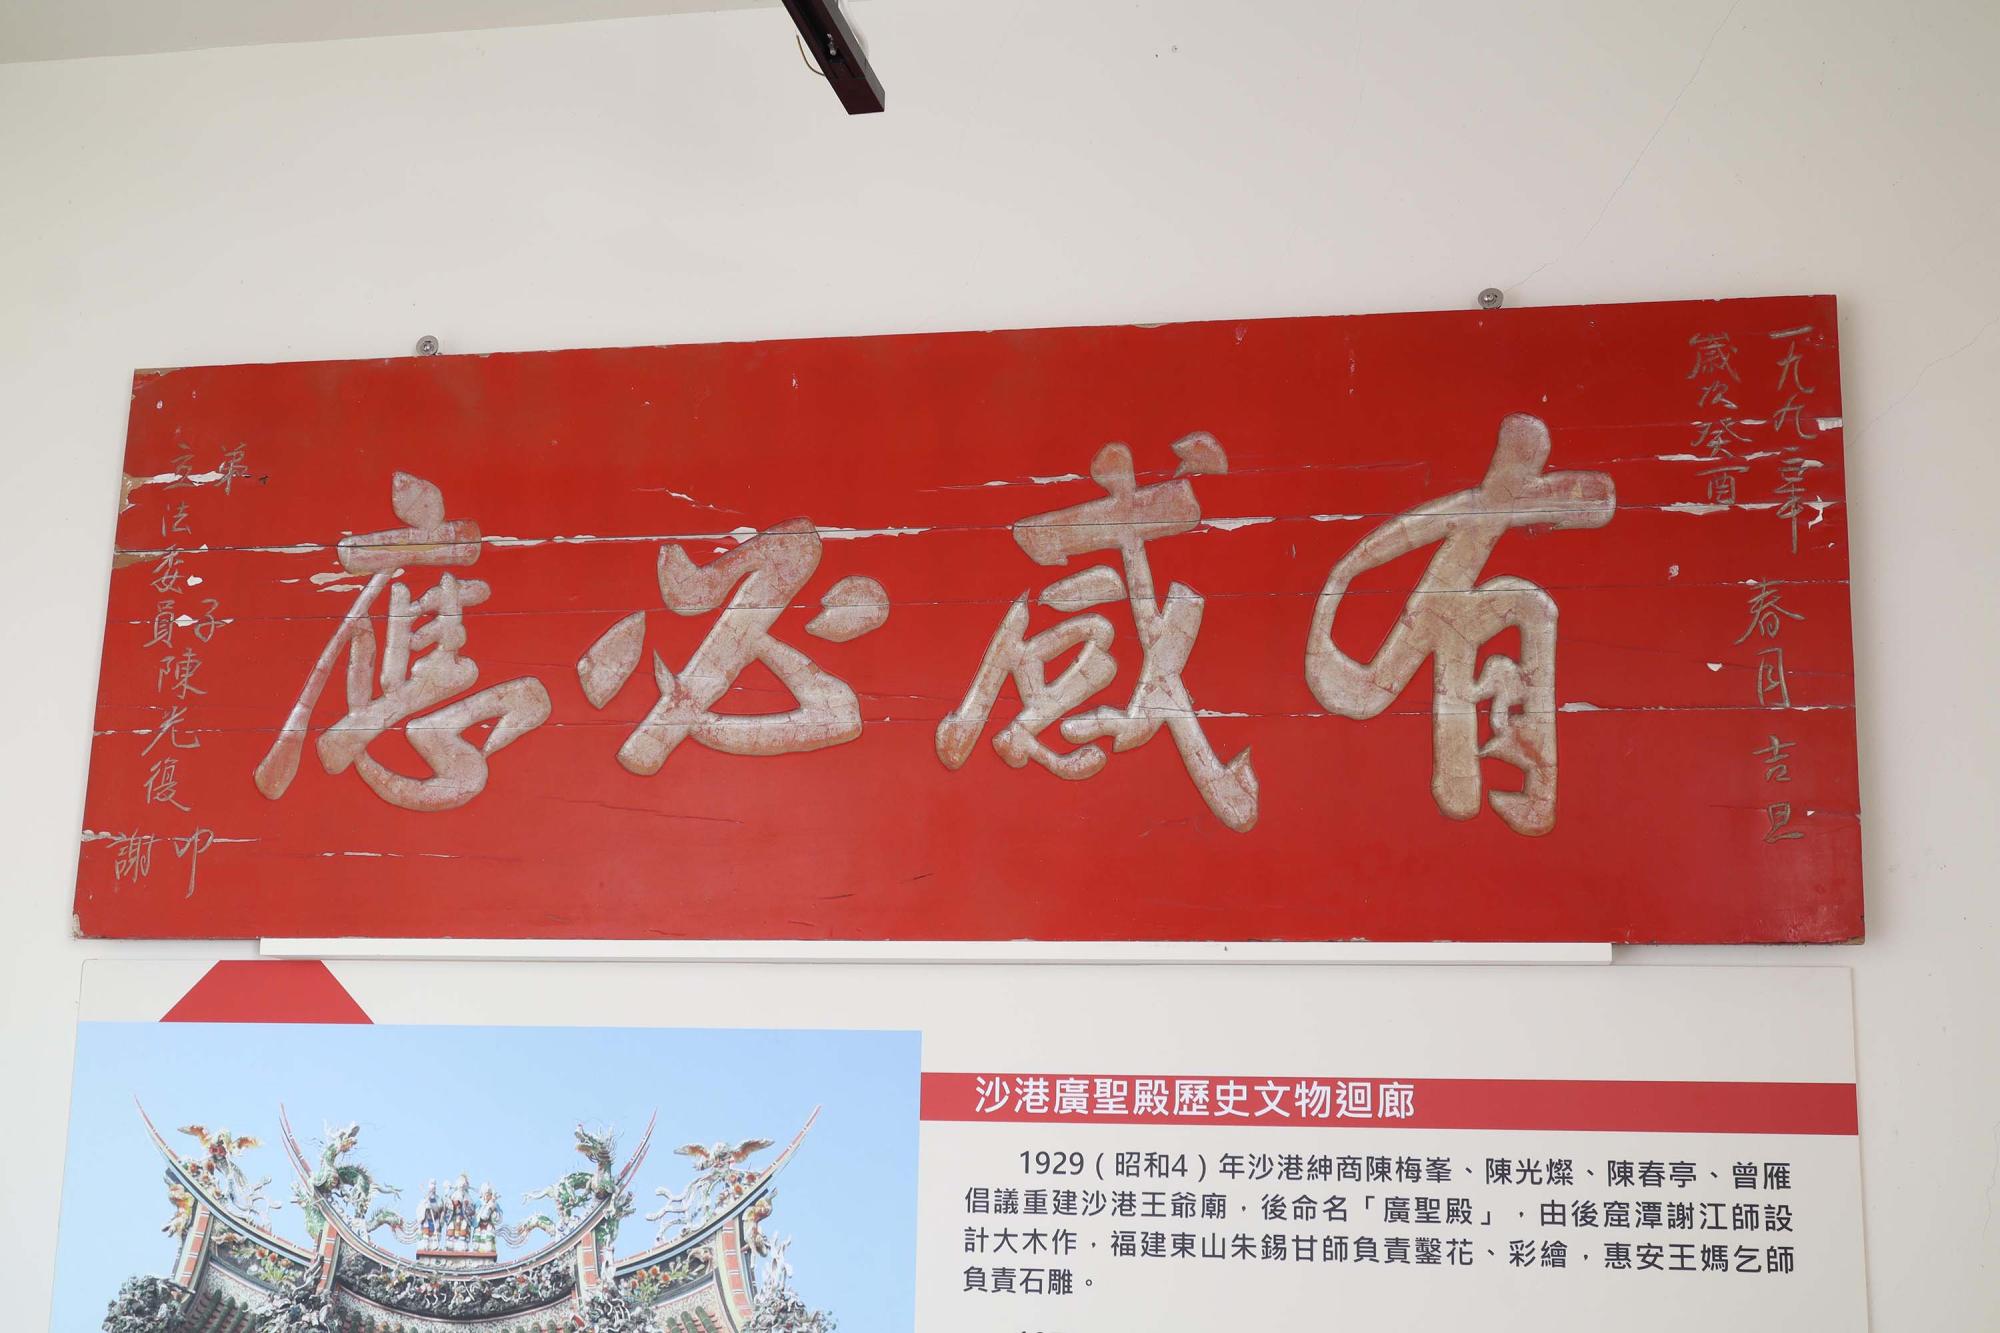 有感必應
一九九三年 春月 吉旦
歲次癸酉
弟子 叩
立法委員陳光復 謝
沙港廣聖殿歷史文物迴廊
1929（昭和4）年沙港紳商陳梅峯、陳光燦、陳春亭、曾雁
倡議重建沙港王爺廟，後命名「廣聖殿」，由後窟潭謝江師設
計大木作，福建東山朱錫甘師負責鑿花、彩繪，惠安王媽乞師
負責石雕。